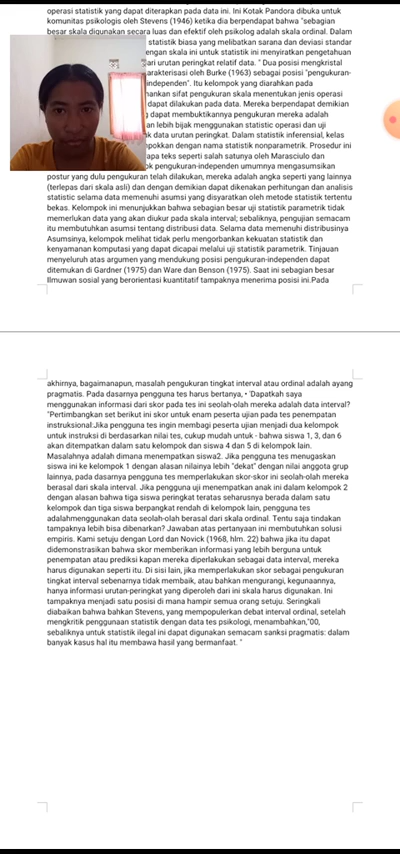 operasi statistik yang dapat diterapkan pada data ini. Ini Kotak Pandora dibuka untuk
komunitas psikologis oleh Stevens (1946) ketika dia berpendapat bahwa "sebagian
besar skala digunakan secara luas dan efektif oleh psikolog adalah skala ordinal. Dalam
statistik biasa yang melibatkan sarana dan deviasi standar
engan skala ini untuk statistik ini menyiratkan pengetahuan
ari urutan peringkat relatif data. " Dua posisi mengkristal
arakterisasi oleh Burke (1963) sebagai posisi "pengukuran-
independen". Itu kelompok yang diarahkan pada
nankan sifat pengukuran skala menentukan jenis operasi
dapat dilakukan pada data. Mereka berpendapat demikian
dapat membuktikannya pengukuran mereka adalah
an lebih bijak menggunakan statistic operasi dan uji
k data urutan peringkat. Dalam statistik inferensial, kelas
npokkan dengan nama statistik nonparametrik. Prosedur ini
apa teks seperti salah satunya oleh Marasciulo dan
ok pengukuran-independen umumnya mengasumsikan
postur yang dulu pengukuran telah dilakukan, mereka adalah angka seperti yang lainnya
(terlepas dari skala asli) dan dengan demikian dapat dikenakan perhitungan dan analisis
statistic selama data memenuhi asumsi yang disyaratkan oleh metode statistik tertentu
bekas. Kelompok ini menunjukkan bahwa sebagian besar uji statistik parametrik tidak
memerlukan data yang akan diukur pada skala interval; sebaliknya, pengujian semacam
itu membutuhkan asumsi tentang distribusi data. Selama data memenuhi distribusinya
Asumsinya, kelompok melihat tidak perlu mengorbankan kekuatan statistik dan
kenyamanan komputasi yang dapat dicapai melalui uji statistik parametrik. Tinjauan
menyeluruh atas argumen yang mendukung posisi pengukuran-independen dapat
ditemukan di Gardner (1975) dan Ware dan Benson (1975). Saat ini sebagian besar
Ilmuwan sosial yang berorientasi kuantitatif tampaknya menerima posisi ini.Pada
akhirnya, bagaimanapun, masalah pengukuran tingkat interval atau ordinal adalah ayang
pragmatis. Pada dasarnya pengguna tes harus bertanya, • 'Dapatkah saya
menggunakan informasi dari skor pada tes ini seolah-olah mereka adalah data interval?
"Pertimbangkan set berikut ini skor untuk enam peserta ujian pada tes penempatan
instruksional:Jika pengguna tes ingin membagi peserta ujian menjadi dua kelompok
untuk instruksi di berdasarkan nilai tes, cukup mudah untuk - bahwa siswa 1, 3, dan 6
akan ditempatkan dalam satu kelompok dan siswa 4 dan 5 di kelompok lain.
Masalahnya adalah dimana menempatkan siswa2. Jika pengguna tes menugaskan
siswa ini ke kelompok 1 dengan alasan nilainya lebih "dekat" dengan nilai anggota grup
lainnya, pada dasarnya pengguna tes memperlakukan skor-skor ini seolah-olah mereka
berasal dari skala interval. Jika pengguna uji menempatkan anak ini dalam kelompok 2
dengan alasan bahwa tiga siswa peringkat teratas seharusnya berada dalam satu
kelompok dan tiga siswa berpangkat rendah di kelompok lain, pengguna tes
adalahmenggunakan data seolah-olah berasal dari skala ordinal. Tentu saja tindakan
tampaknya lebih bisa dibenarkan? Jawaban atas pertanyaan ini membutuhkan solusi
empiris. Kami setuju dengan Lord dan Novick (1968, hlm. 22) bahwa jika itu dapat
didemonstrasikan bahwa skor memberikan informasi yang lebih berguna untuk
penempatan atau prediksi kapan mereka diperlakukan sebagai data interval, mereka
harus digunakan seperti itu. Di sisi lain, jika memperlakukan skor sebagai pengukuran
tingkat interval sebenarnya tidak membaik, atau bahkan mengurangi, kegunaannya,
hanya informasi urutan-peringkat yang diperoleh dari ini skala harus digunakan. Ini
tampaknya menjadi satu posisi di mana hampir semua orang setuju. Seringkali
diabaikan bahwa bahkan Stevens, yang mempopulerkan debat interval ordinal, setelah
mengkritik penggunaan statistik dengan data tes psikologi, menambahkan,"00,
sebaliknya untuk statistik ilegal ini dapat digunakan semacam sanksi pragmatis: dalam
banyak kasus hal itu membawa hasil yang bermanfaat. "